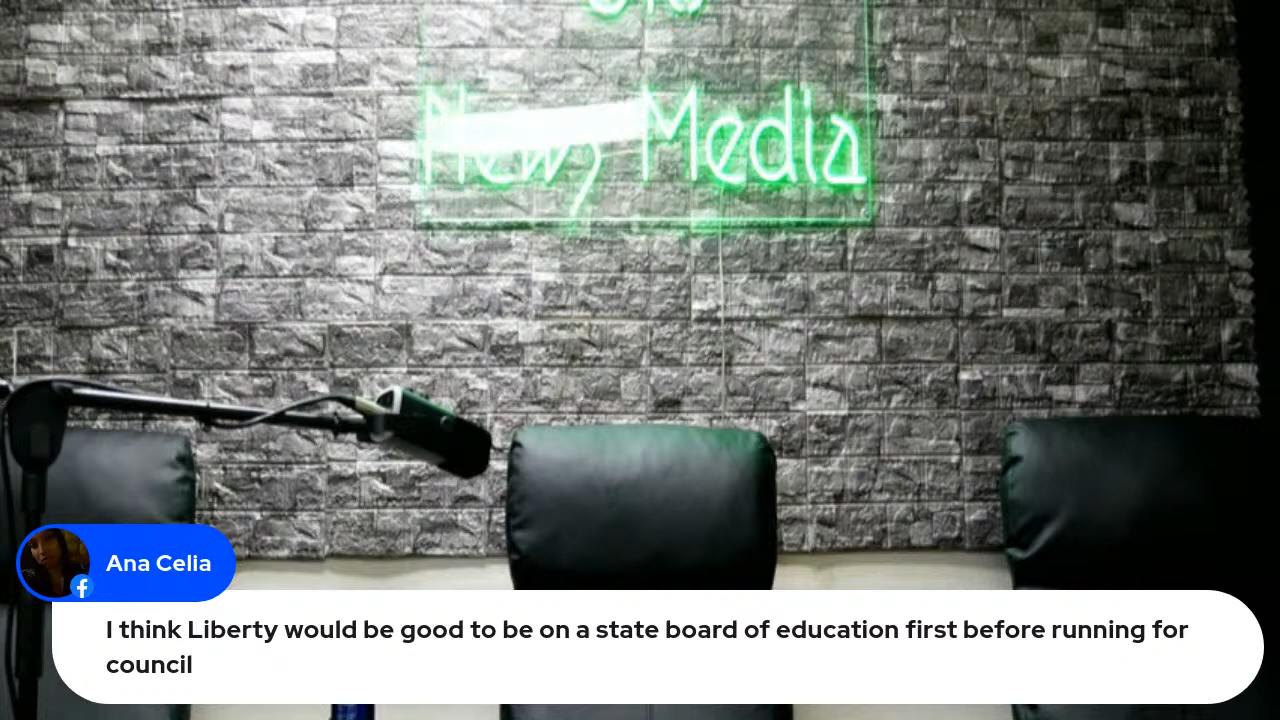 News Media
Ana Celia
I think Liberty would be good to be on a state board of education first before running for
council